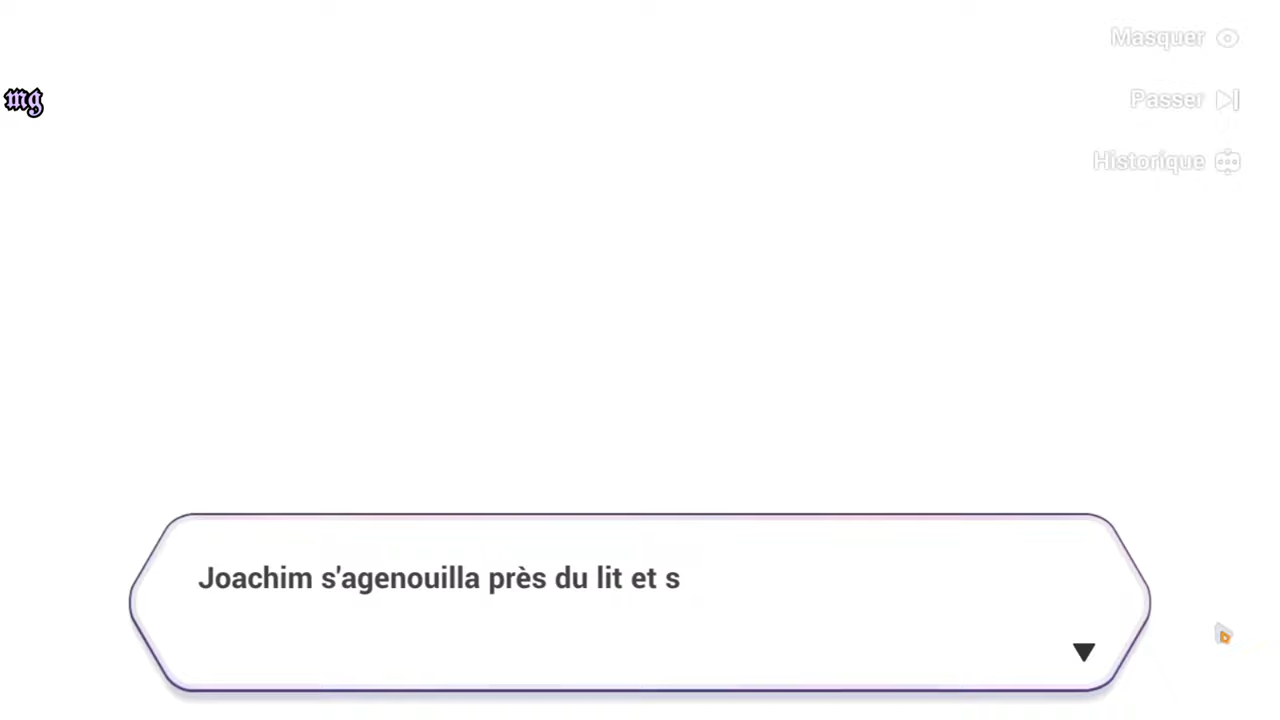 Masquer
mg
Passer
Historique
Joachim s'agenouilla près du lit et s